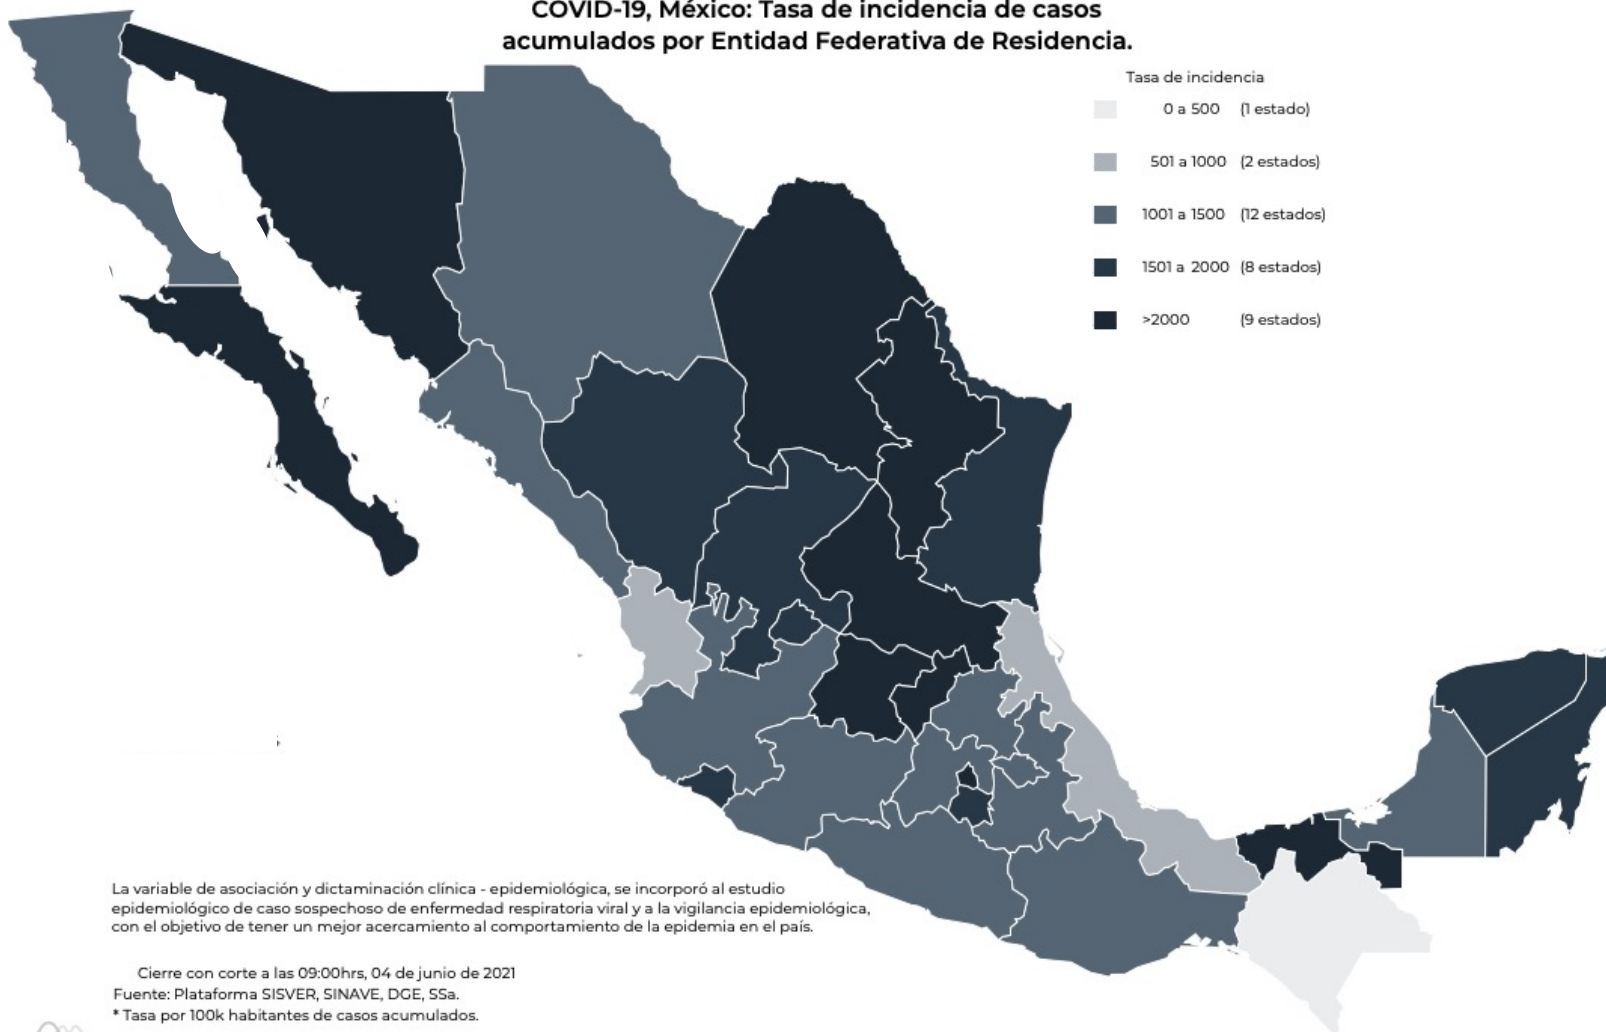 COVID-19, México: Tasa de incidencia de casos
acumulados por Entidad Federativa de Residencia.
Tasa de incidencia
0 a 500 (1 estado)
501 a 1000 (2 estados)
1001 a 1500 (12 estados)
1501 a 2000 (8 estados)
>2000 (9 estados)
La variable de asociación y dictaminación clínica - epidemiológica, se incorporó al estudio
epidemiológico de caso sospechoso de enfermedad respiratoria viral y a la vigilancia epidemiológica,
con el objetivo de tener un mejor acercamiento al comportamiento de la epidemia en el país.
Cierre con corte a las 09:00hrs, 04 de junio de 2021
Fuente: Plataforma SISVER, SINAVE, DGE, SSa.
* Tasa por 100k habitantes de casos acumulados.